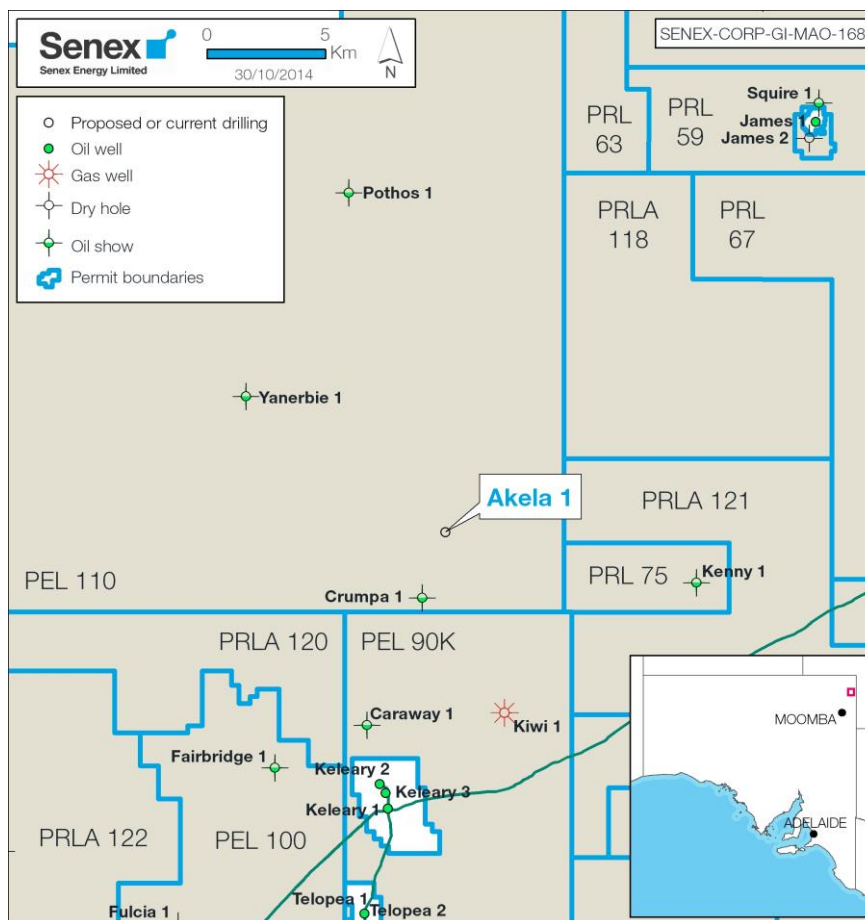 Senex
Senex Energy Limited
0 5
Km
30/10/2014
N
SENEX-CORP-GI-MAO-168
Proposed or current drilling
Oil well
Gas well
Dry hole
Oil show
Permit boundaries
Squire 1
James 1
James 2
PRL
63
PRL
59
Pothos 1
PRLA
118
PRL
67
Yanerbie 1
Akela 1
PRLA 121
PEL 110
PRL 75
Kenny 1
Crumpa 1
PRLA 120
PEL 90K
Caraway 1
Kiwi 1
Fairbridge 1
Keleary 2
Keleary 3
Keleary 1
PRLA 122
PEL 100
Telopea 1
Telopea 2
Fulcia 1
MOOMBA
ADELAIDE